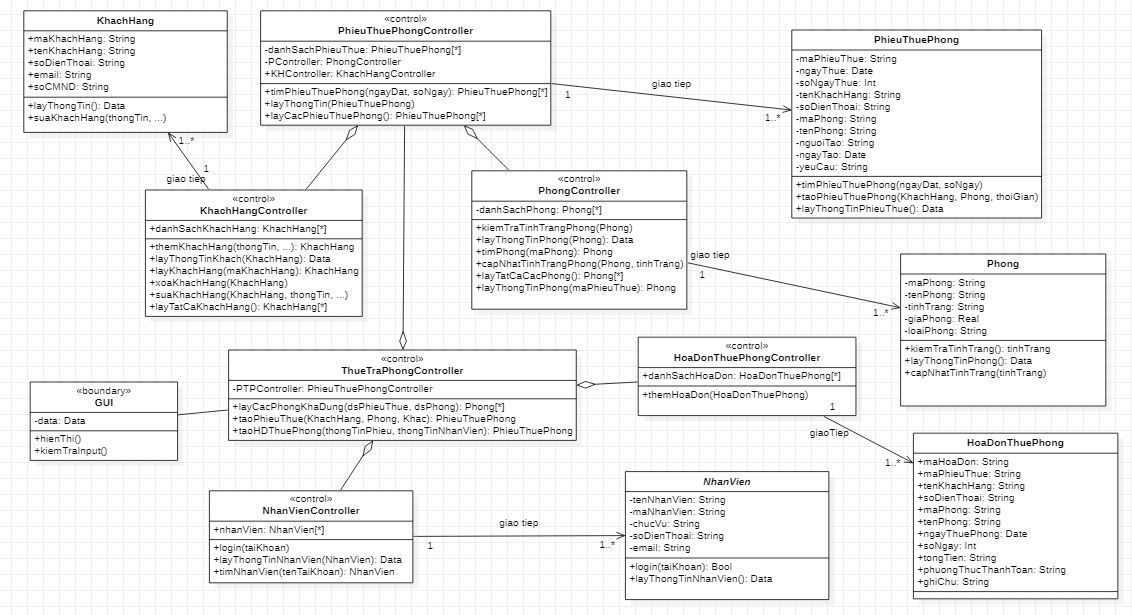 KhachHang
+maKhachHang: String
+tenKhachHang: String
+soDienThoai: String
+email: String
+soCMND: String
+layThongTin(): Data
+suaKhachHang(thongTin, ...)
«control»
PhieuThuePhongController
-danhSachPhieuThue: PhieuThuePhong[*]
-PController: PhongController
+KHController: KhachHangController
+timPhieuThuePhong(ngayDat, soNgay): PhieuThuePhong[*]
+layThongTin(PhieuThuePhong)
+layCacPhieuThuePhong(): PhieuThuePhong[*]
giao tiep
1
1..*
PhieuThuePhong
-maPhieuThue: String
-ngayThue: Date
-soNgayThue: Int
-tenKhachHang: String
-soDienThoai: String
-maPhong: String
-tenPhong: String
-nguoiTao: String
-ngayTao: Date
-yeuCau: String
+timPhieuThuePhong(ngayDat, soNgay)
+taoPhieuThuePhong(KhachHang, Phong, thoiGian)
+layThongTinPhieuThue(): Data
1..*
1
giao tiep
«control»
KhachHangController
+danhSachKhachHang: KhachHang[*]
+themKhachHang(thongTin, ...): KhachHang
+layThongTinKhach(KhachHang): Data
+layKhachHang(maKhachHang): KhachHang
+xoaKhachHang(KhachHang)
+suaKhachHang(KhachHang, thongTin, ...)
+layTatCaKhachHang(): KhachHang[*]
«control»
PhongController
-danhSachPhong: Phong[*]
+kiemTraTinhTrangPhong(Phong)
+layThongTinPhong(Phong): Data
+timPhong(maPhong): Phong
+capNhatTinhTrangPhong(Phong, tinhTrang)
+layTatCaCacPhong(): Phong[*]
+layThongTinPhong(maPhieuThue): Phong
giao tiep
1
1..*
Phong
-maPhong: String
-tenPhong: String
-tinhTrang: String
-giaPhong: Real
-loaiPhong: String
+kiemTraTinhTrang(): tinhTrang
+layThongTinPhong(): Data
+capNhatTinhTrang(tinhTrang)
«control»
ThueTraPhongController
-PTPController: PhieuThuePhongController
+layCacPhongKhaDung(dsPhieuThue, dsPhong): Phong[*]
+taoPhieuThue(KhachHang, Phong, Khac): PhieuThuePhong
+taoHDThuePhong(thongTinPhieu, thongTinNhanVien): PhieuThuePhong
«control»
HoaDonThuePhongController
+danhSachHoaDon: HoaDonThuePhong[*]
+themHoaDon(HoaDonThuePhong)
1
giaoTiep
1..*
«boundary»
GUI
-data: Data
+hienThi()
+kiemTraInput()
HoaDonThuePhong
+maHoaDon: String
+maPhieuThue: String
+tenKhachHang: String
+soDienThoai: String
+maPhong: String
+tenPhong: String
+ngayThuePhong: Date
+soNgay: Int
+tongTien: String
+phuongThucThanhToan: String
+ghiChu: String
«control»
NhanVienController
+nhanVien: NhanVien[*]
+login(taiKhoan)
+layThongTinNhanVien(NhanVien): Data
+timNhanVien(tenTaiKhoan): NhanVien
giao tiep
1
1..*
NhanVien
-tenNhanVien: String
-maNhanVien: String
-chucVu: String
-soDienThoai: String
-email: String
+login(taiKhoan): Bool
+layThongTinNhanVien(): Data